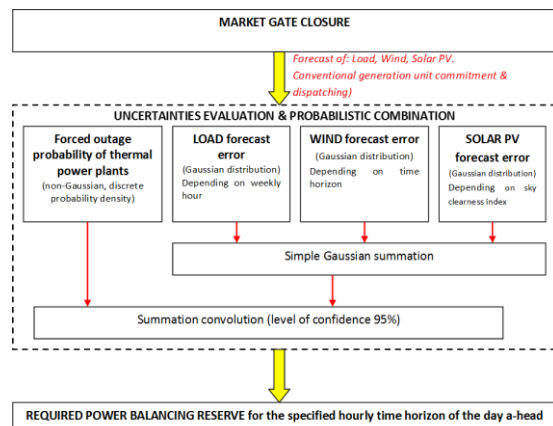 MARKET GATE CLOSURE
Forecast of: Load, Wind, Solar PV.
Conventional generation unit commitment &
dispatching)
UNCERTAINTIES EVALUATION & PROBABILISTIC COMBINATION
Forced outage
probability of thermal
power plants
(non-Gaussian, discrete
probability density)
LOAD forecast
error
(Gaussian distribution)
Depending on weekly
hour
WIND forecast error
(Gaussian distribution)
Depending on time
horizon
SOLAR PV
forecast error
(Gaussian distribution)
Depending on sky
clearness index
Simple Gaussian summation
Summation convolution (level of confidence 95%)
REQUIRED POWER BALANCING RESERVE for the specified hourly time horizon of the day a-head